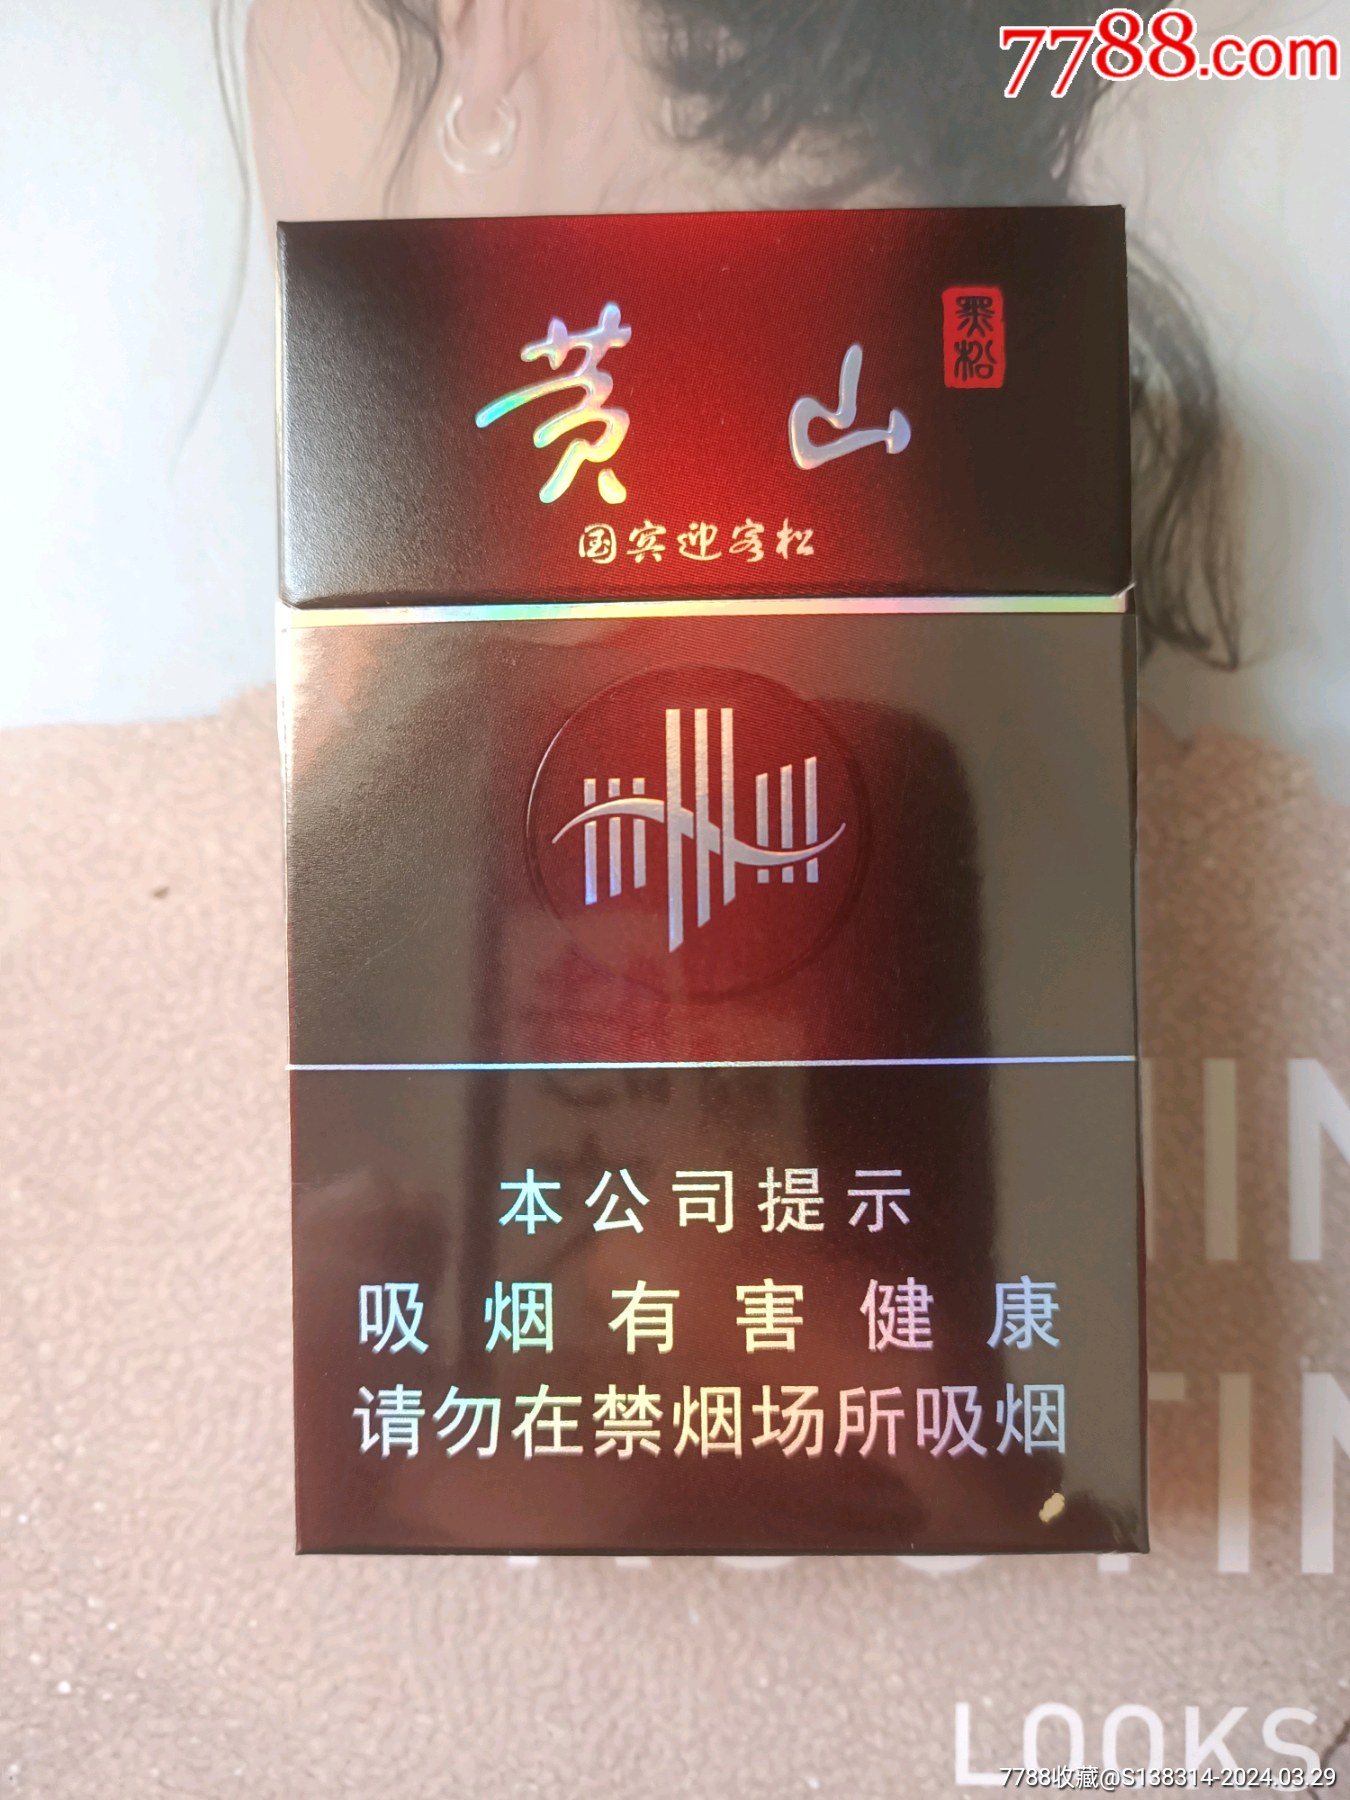 7788.com
黄山
黑松
国宾迎客松
本公司提示
吸烟有害健康
请勿在禁烟场所吸烟
IN
TIN
LOOKS
7788收藏@S138314-2024.03.29